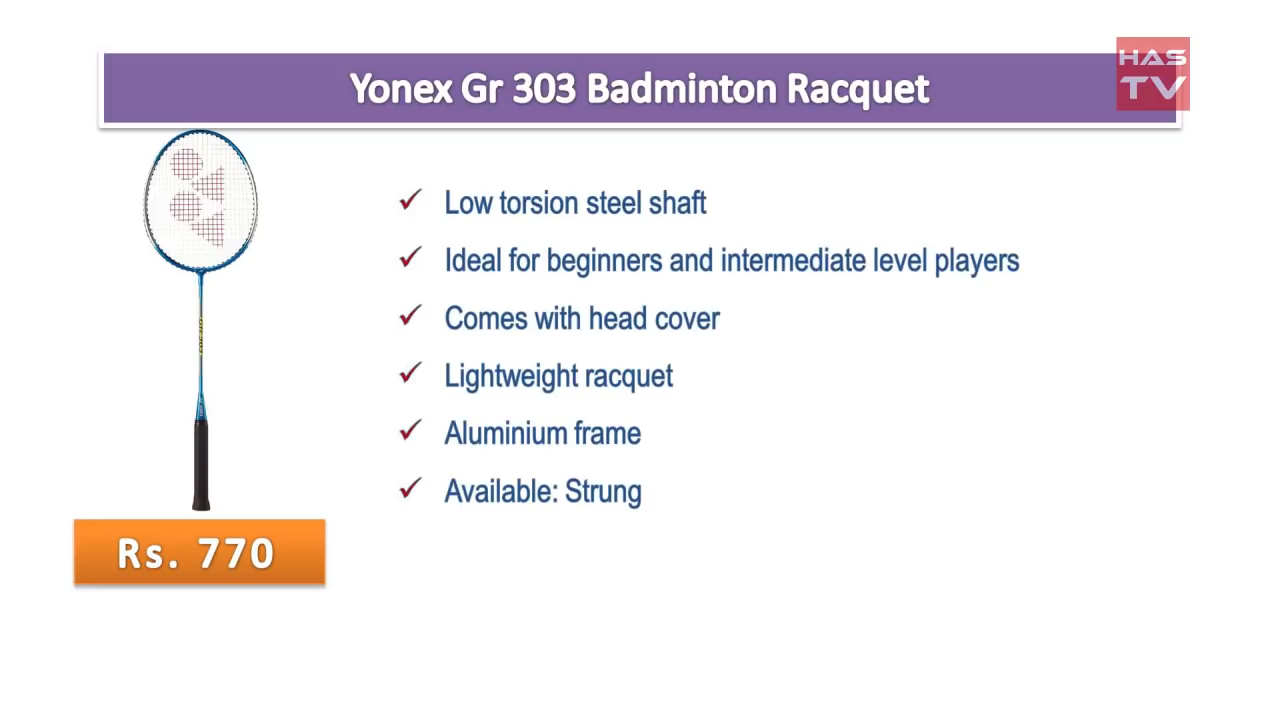 Yonex Gr 303 Badminton Racquet
HAS
TV
Low torsion steel shaft
Ideal for beginners and intermediate level players
Comes with head cover
Lightweight racquet
Aluminium frame
Available: Strung
Rs. 770